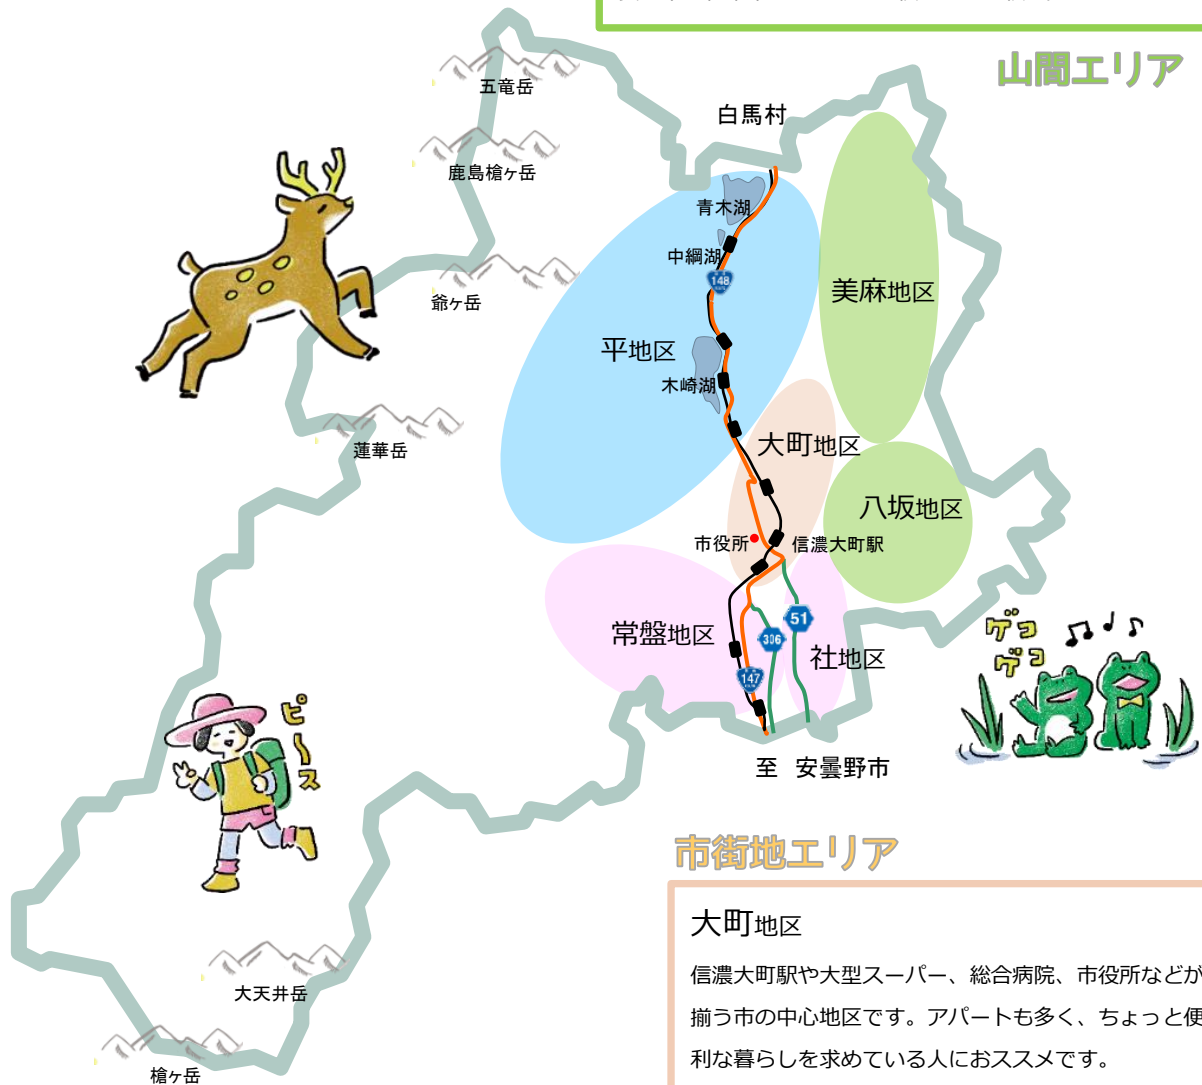 山間エリア
五竜岳
白馬村
鹿島槍ヶ岳
青木湖
中綱湖
148
爺ヶ岳
美麻地区
平地区
木崎湖
蓮華岳
大町地区
八坂地区
市役所
信濃大町駅
常盤地区
306
51
社地区
147
ゲコ
ゲコ
ピース
至 安曇野市
市街地エリア
大町地区
信濃大町駅や大型スーパー、総合病院、市役所などが
揃う市の中心地区です。アパートも多く、ちょっと便
利な暮らしを求めている人におススメです。
大天井岳
槍ヶ岳